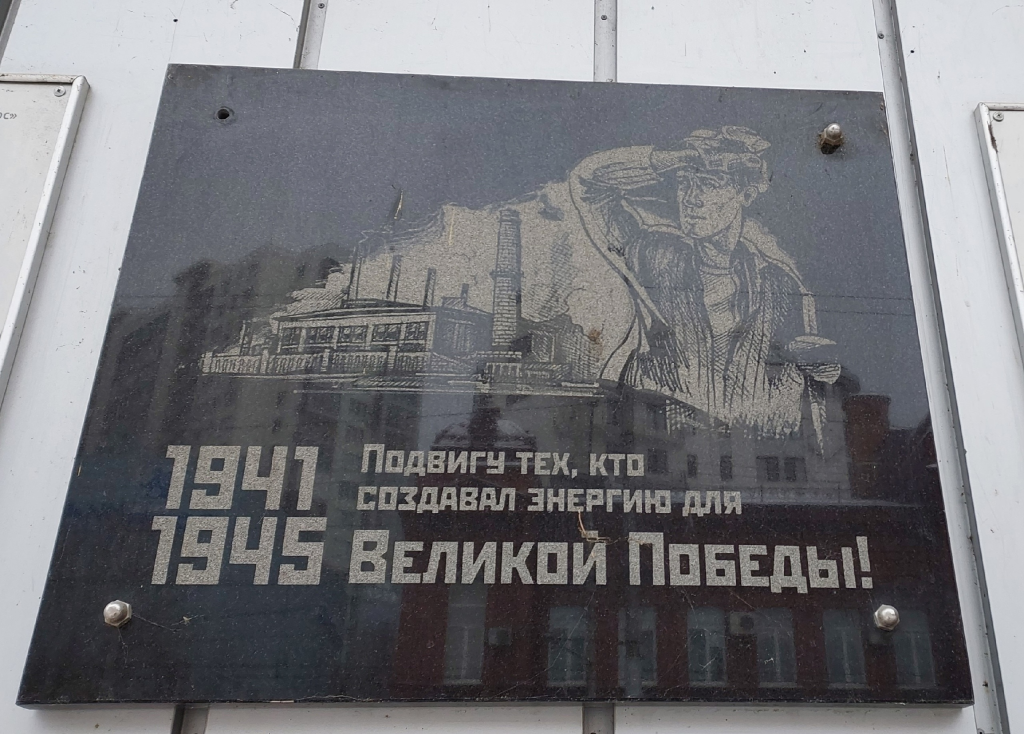 1941 Подвигу тех, кто
создавал энергию для
1945 Великой Победы!